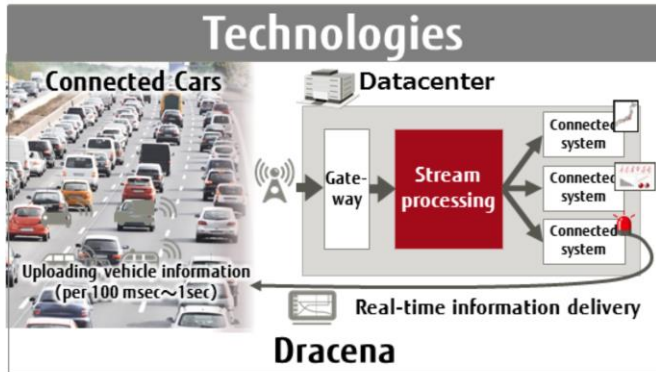 Technologies
Connected Cars
Datacenter
Gate-
way
Stream
processing
Connected
system
Connected
system
Connected
system
Uploading vehicle information
(per 100 msec～1sec)
Real-time information delivery
Dracena